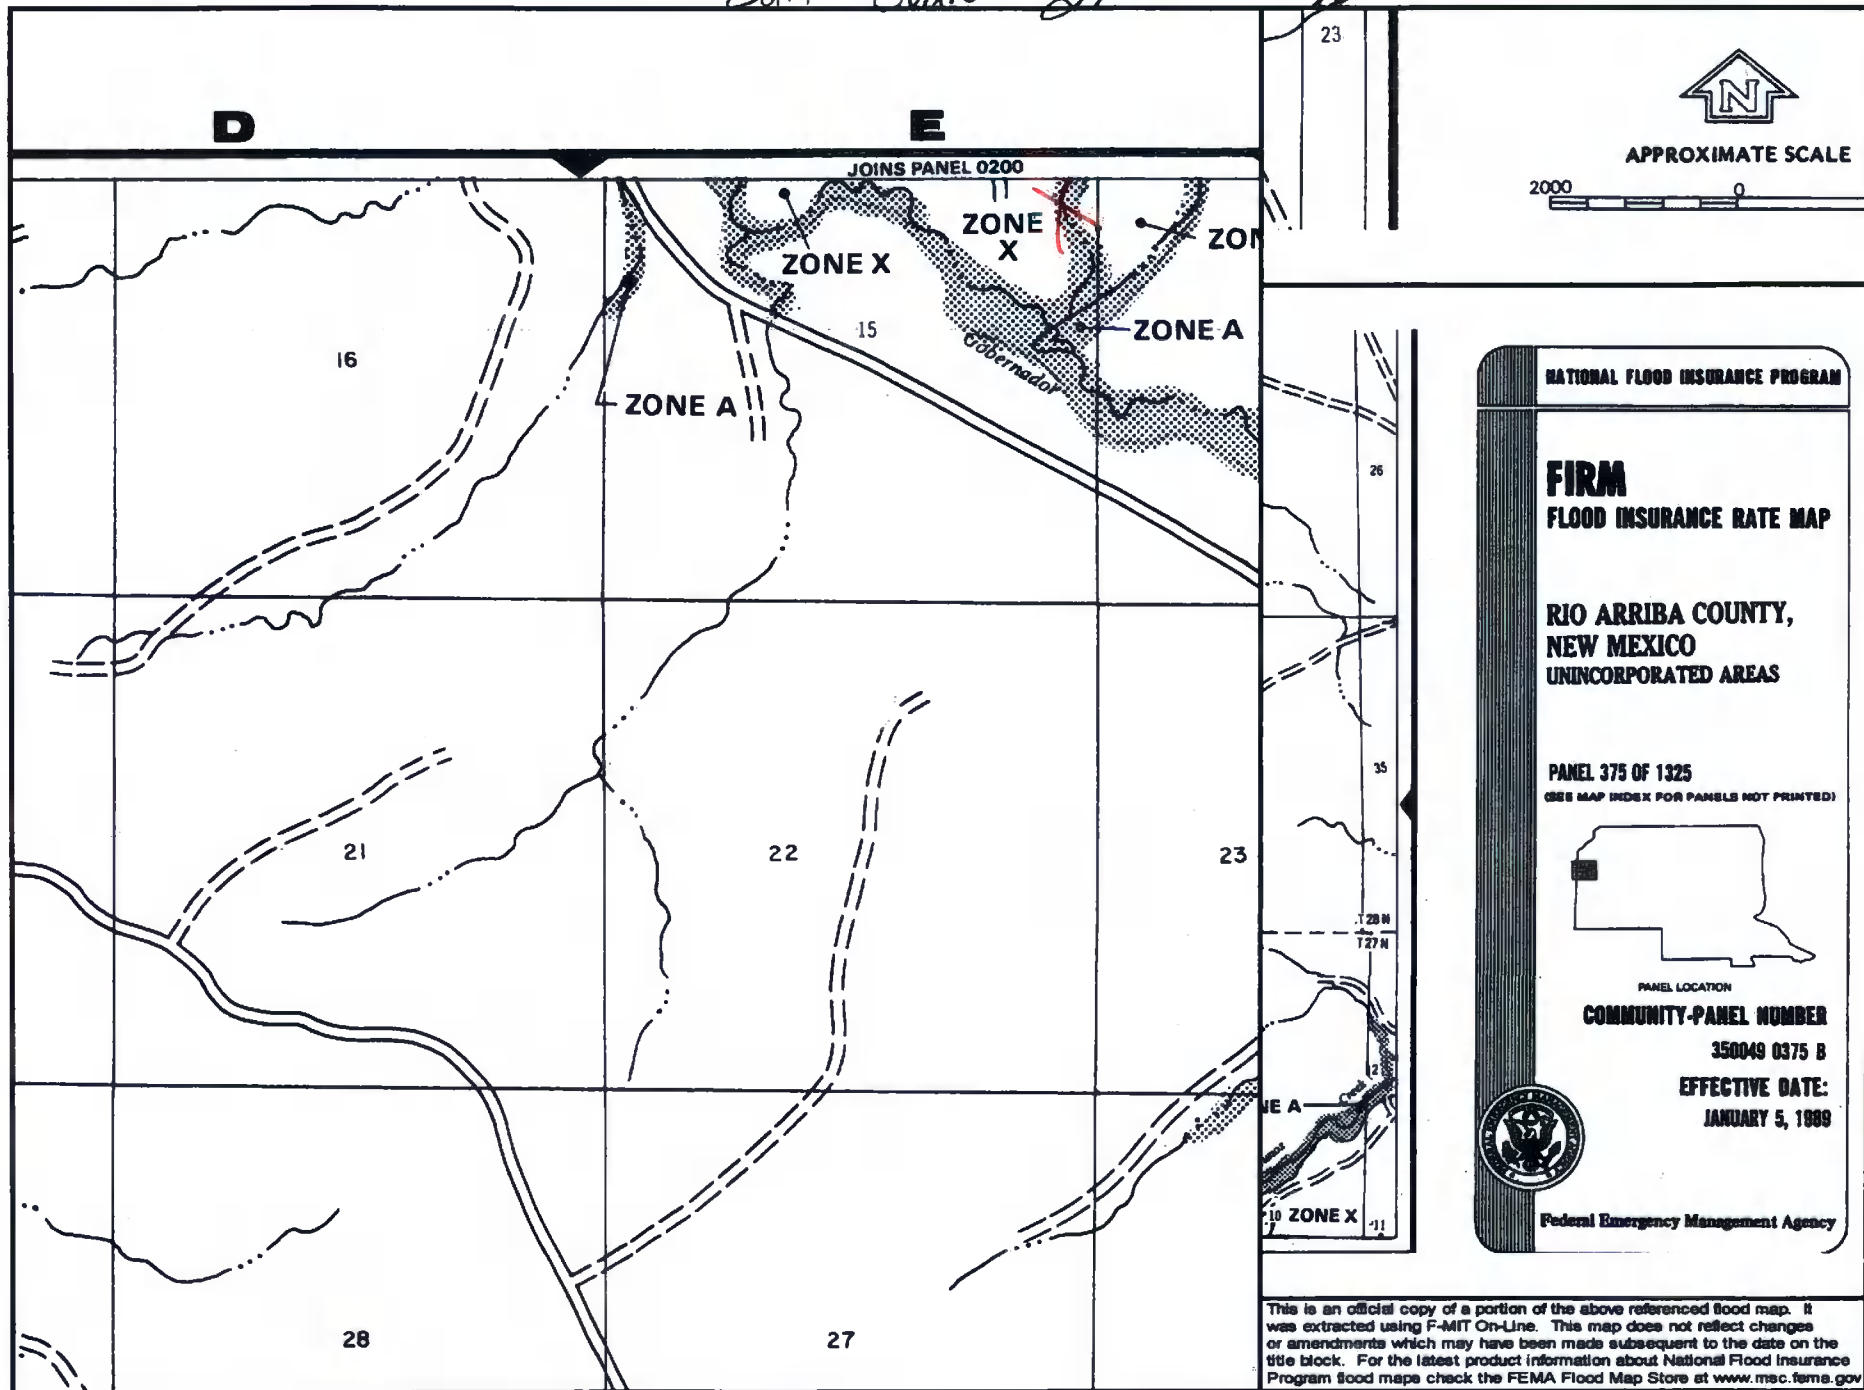 23
D
E
N
APPROXIMATE SCALE
2000 0
JOINS PANEL 0200
ZONE X
ZONE
X
ZON
ZONE A
15
Gobernador
16
ZONE A
21
22
23
28
27
26
35
T 28 N
T 27 N
NE A
Creek
12
10
ZONE X
11
NATIONAL FLOOD INSURANCE PROGRAM
FIRM
FLOOD INSURANCE RATE MAP
RIO ARRIBA COUNTY,
NEW MEXICO
UNINCORPORATED AREAS
PANEL 375 OF 1325
(SEE MAP INDEX FOR PANELS NOT PRINTED)
PANEL LOCATION
COMMUNITY-PANEL NUMBER
350049 0375 B
EFFECTIVE DATE:
JANUARY 5, 1989
Federal Emergency Management Agency
This is an official copy of a portion of the above referenced flood map. It
was extracted using F-MIT On-Line. This map does not reflect changes
or amendments which may have been made subsequent to the date on the
title block. For the latest product information about National Flood Insurance
Program flood maps check the FEMA Flood Map Store at www.msc.fema.gov